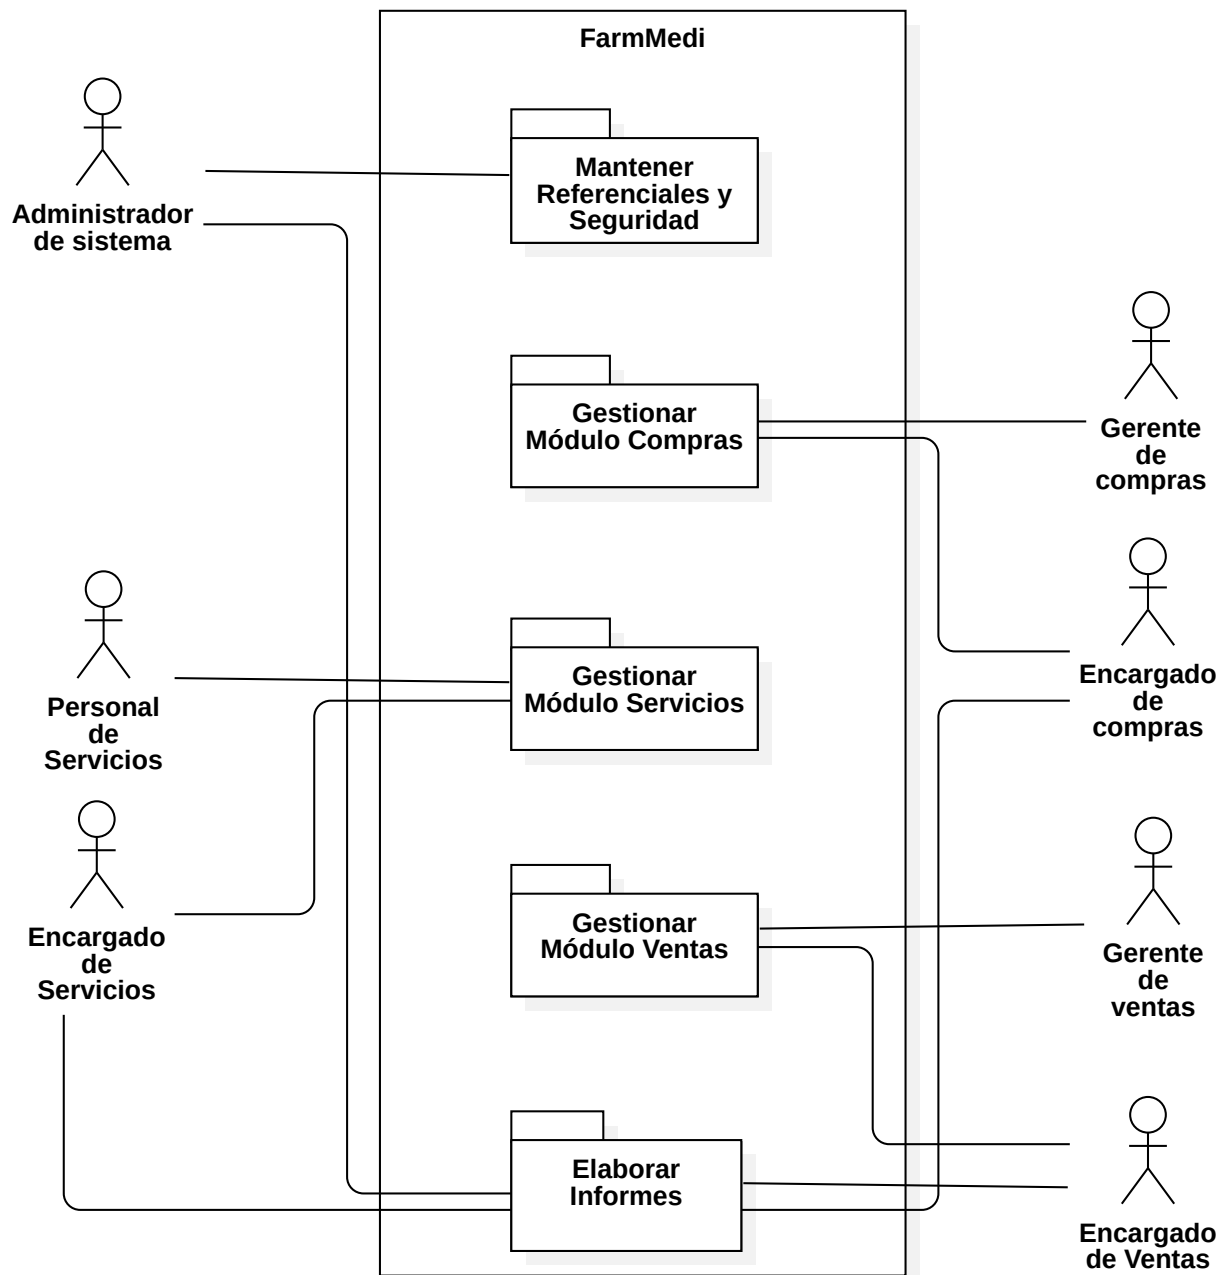 FarmMedi
Administrador
de sistema
Mantener
Referenciales y
Seguridad
Gestionar
Módulo Compras
Gerente
de
compras
Encargado
de
compras
Personal
de
Servicios
Gestionar
Módulo Servicios
Encargado
de
Servicios
Gestionar
Módulo Ventas
Gerente
de
ventas
Elaborar
Informes
Encargado
de Ventas